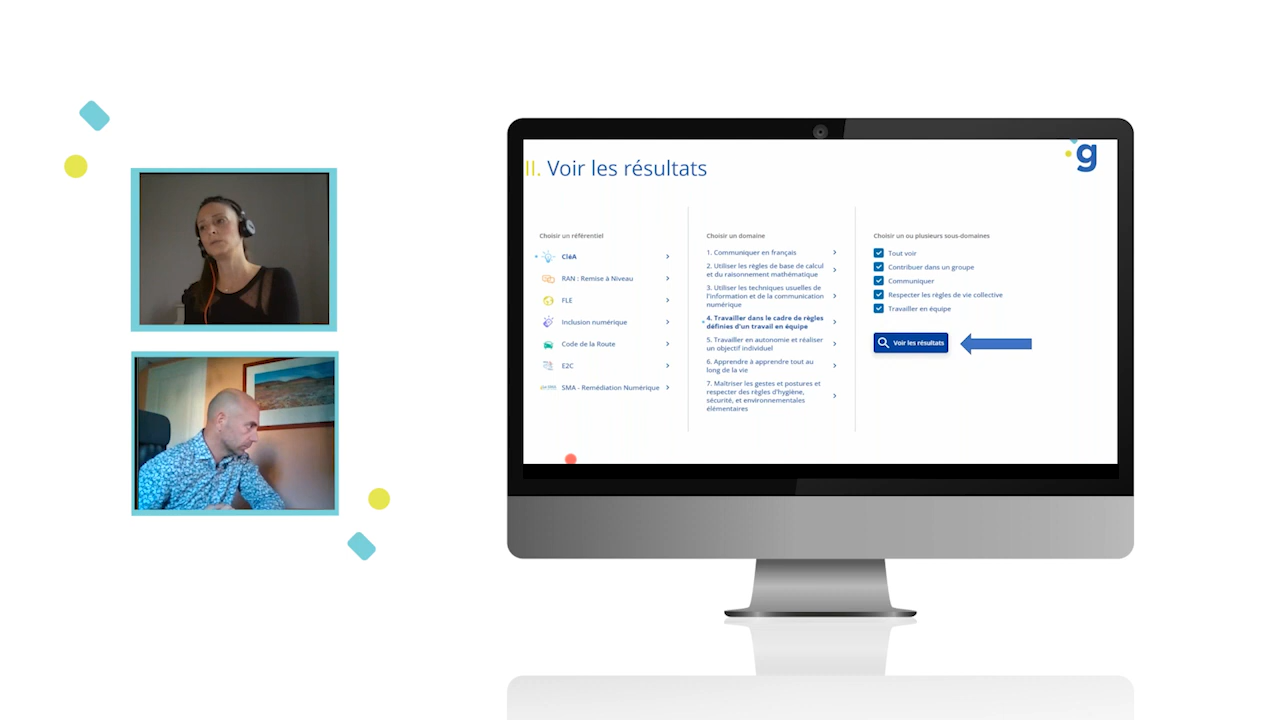 II. Voir les résultats
g
Choisir un référentiel
CléA
RAN : Remise à Niveau
FLE
Inclusion numérique
Code de la Route
E2C
SMA - Remédiation Numérique
Choisir un domaine
1. Communiquer en français
2. Utiliser les règles de base de calcul
et du raisonnement mathématique
3. Utiliser les techniques usuelles de
l'information et de la communication
numérique
4. Travailler dans le cadre de règles
définies d'un travail en équipe
5. Travailler en autonomie et réaliser
un objectif individuel
6. Apprendre à apprendre tout au
long de la vie
7. Maîtriser les gestes et postures et
respecter des règles d'hygiène,
sécurité, et environnementales
élémentaires
Choisir un ou plusieurs sous-domaines
Tout voir
Contribuer dans un groupe
Communiquer
Respecter les règles de vie collective
Travailler en équipe
Voir les résultats